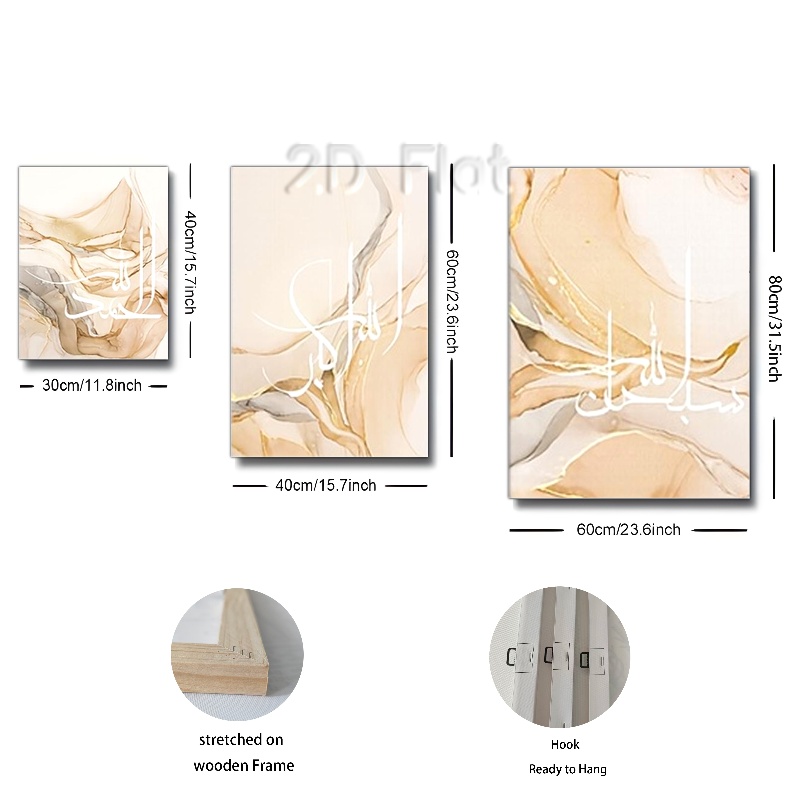 2D Flat
الحمد لله
40cm/15.7inch
30cm/11.8inch
الله أكبر
60cm/23.6inch
40cm/15.7inch
سبحان الله
80cm/31.5inch
60cm/23.6inch
stretched on
wooden Frame
Hook
Ready to Hang